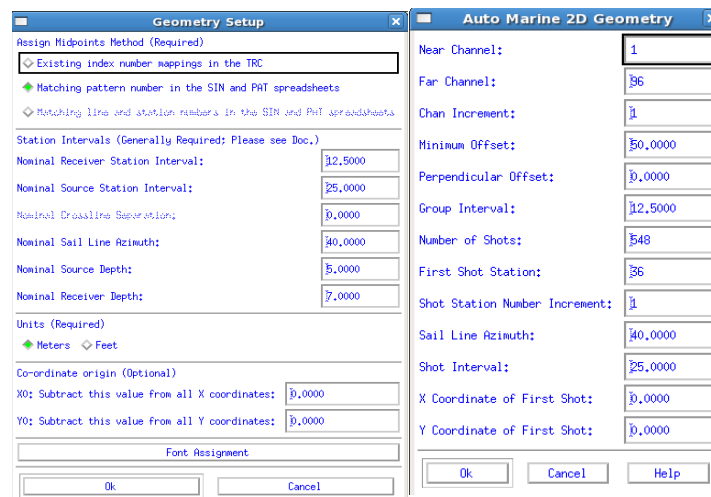 Geometry Setup
Assign Midpoints Method (Required)
Existing index number mappings in the TRC
Matching pattern number in the SIN and PAT spreadsheets
Matching line and station numbers in the SIN and PAT spreadsheets
Station Intervals (Generally Required; Please see Doc.)
Nominal Receiver Station Interval: 12.5000
Nominal Source Station Interval: 25.0000
Nominal Crossline Separation: 0.0000
Nominal Sail Line Azimuth: 40.0000
Nominal Source Depth: 5.0000
Nominal Receiver Depth: 7.0000
Units (Required)
Meters Feet
Co-ordinate origin (Optional)
X0: Subtract this value from all X coordinates: 0.0000
Y0: Subtract this value from all Y coordinates: 0.0000
Font Assignment
Ok Cancel
Auto Marine 2D Geometry
Near Channel: 1
Far Channel: 96
Chan Increment: 1
Minimum Offset: 50.0000
Perpendicular Offset: 0.0000
Group Interval: 12.5000
Number of Shots: 548
First Shot Station: 36
Shot Station Number Increment: 1
Sail Line Azimuth: 40.0000
Shot Interval: 25.0000
X Coordinate of First Shot: 0.0000
Y Coordinate of First Shot: 0.0000
Ok Cancel Help